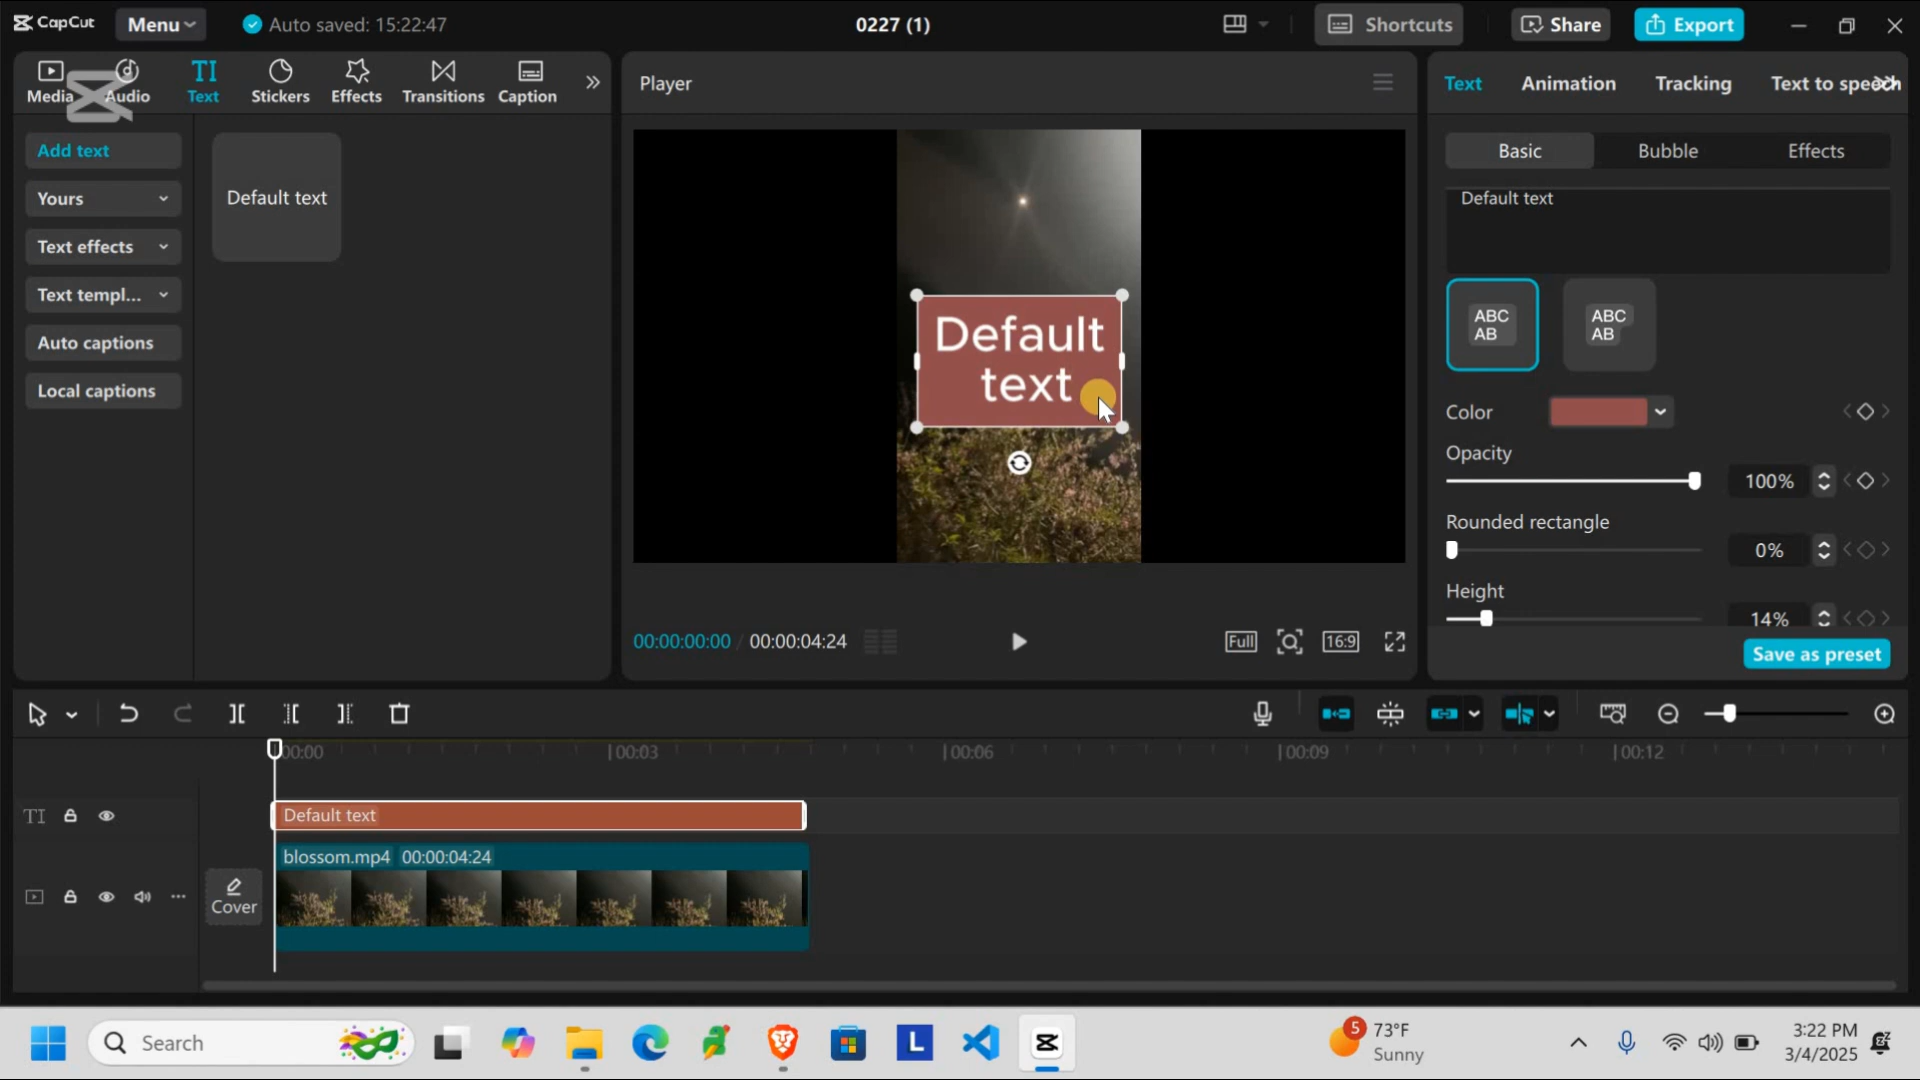 CapCut
Menu
Auto saved: 15:22:47
0227 (1)
Shortcuts
Share
Export
Media
Audio
TI
Text
Stickers
Effects
Transitions
Caption
Player
Text
Animation
Tracking
Text to speech
Add text
Default text
Basic
Bubble
Effects
Yours
Default text
Text effects
Text templ...
Auto captions
Local captions
Default
text
ABC
AB
ABC
AB
Color
Opacity
100%
Rounded rectangle
0%
Height
14%
00:00:00:00 / 00:00:04:24
Full
16:9
Save as preset
00:00
00:03
00:06
00:09
00:12
TI
Default text
blossom.mp4 00:00:04:24
Cover
Search
L
5
73°F
Sunny
3:22 PM
3/4/2025